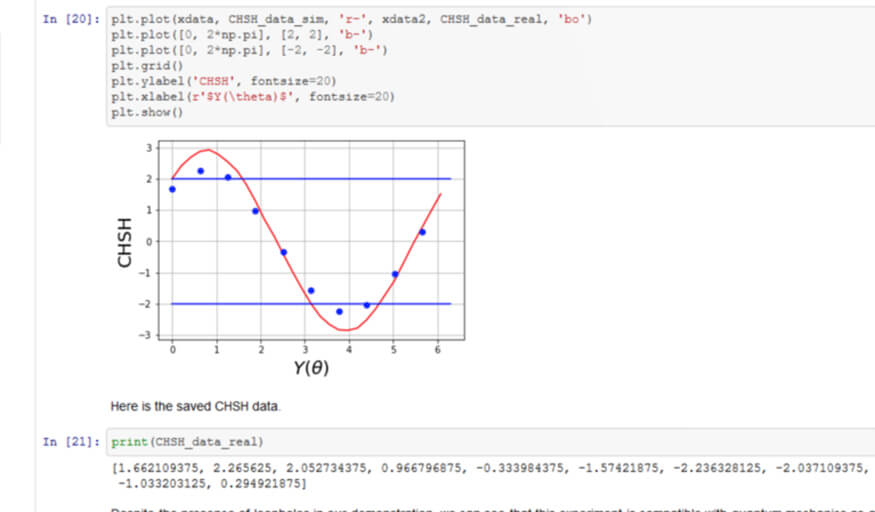 In [20]: plt.plot(xdata, CHSH_data_sim, 'r-', xdata2, CHSH_data_real, 'bo')
plt.plot([0, 2*np.pi], [2, 2], 'b-')
plt.plot([0, 2*np.pi], [-2, -2], 'b-')
plt.grid()
plt.ylabel('CHSH', fontsize=20)
plt.xlabel(r'$Y(\theta)$', fontsize=20)
plt.show()
3
2
1
0
−1
−2
−3
CHSH
0 1 2 3 4 5 6
Y(θ)
Here is the saved CHSH data.
In [21]: print(CHSH_data_real)
[1.662109375, 2.265625, 2.052734375, 0.966796875, -0.333984375, -1.57421875, -2.236328125, -2.037109375,
-1.033203125, 0.294921875]